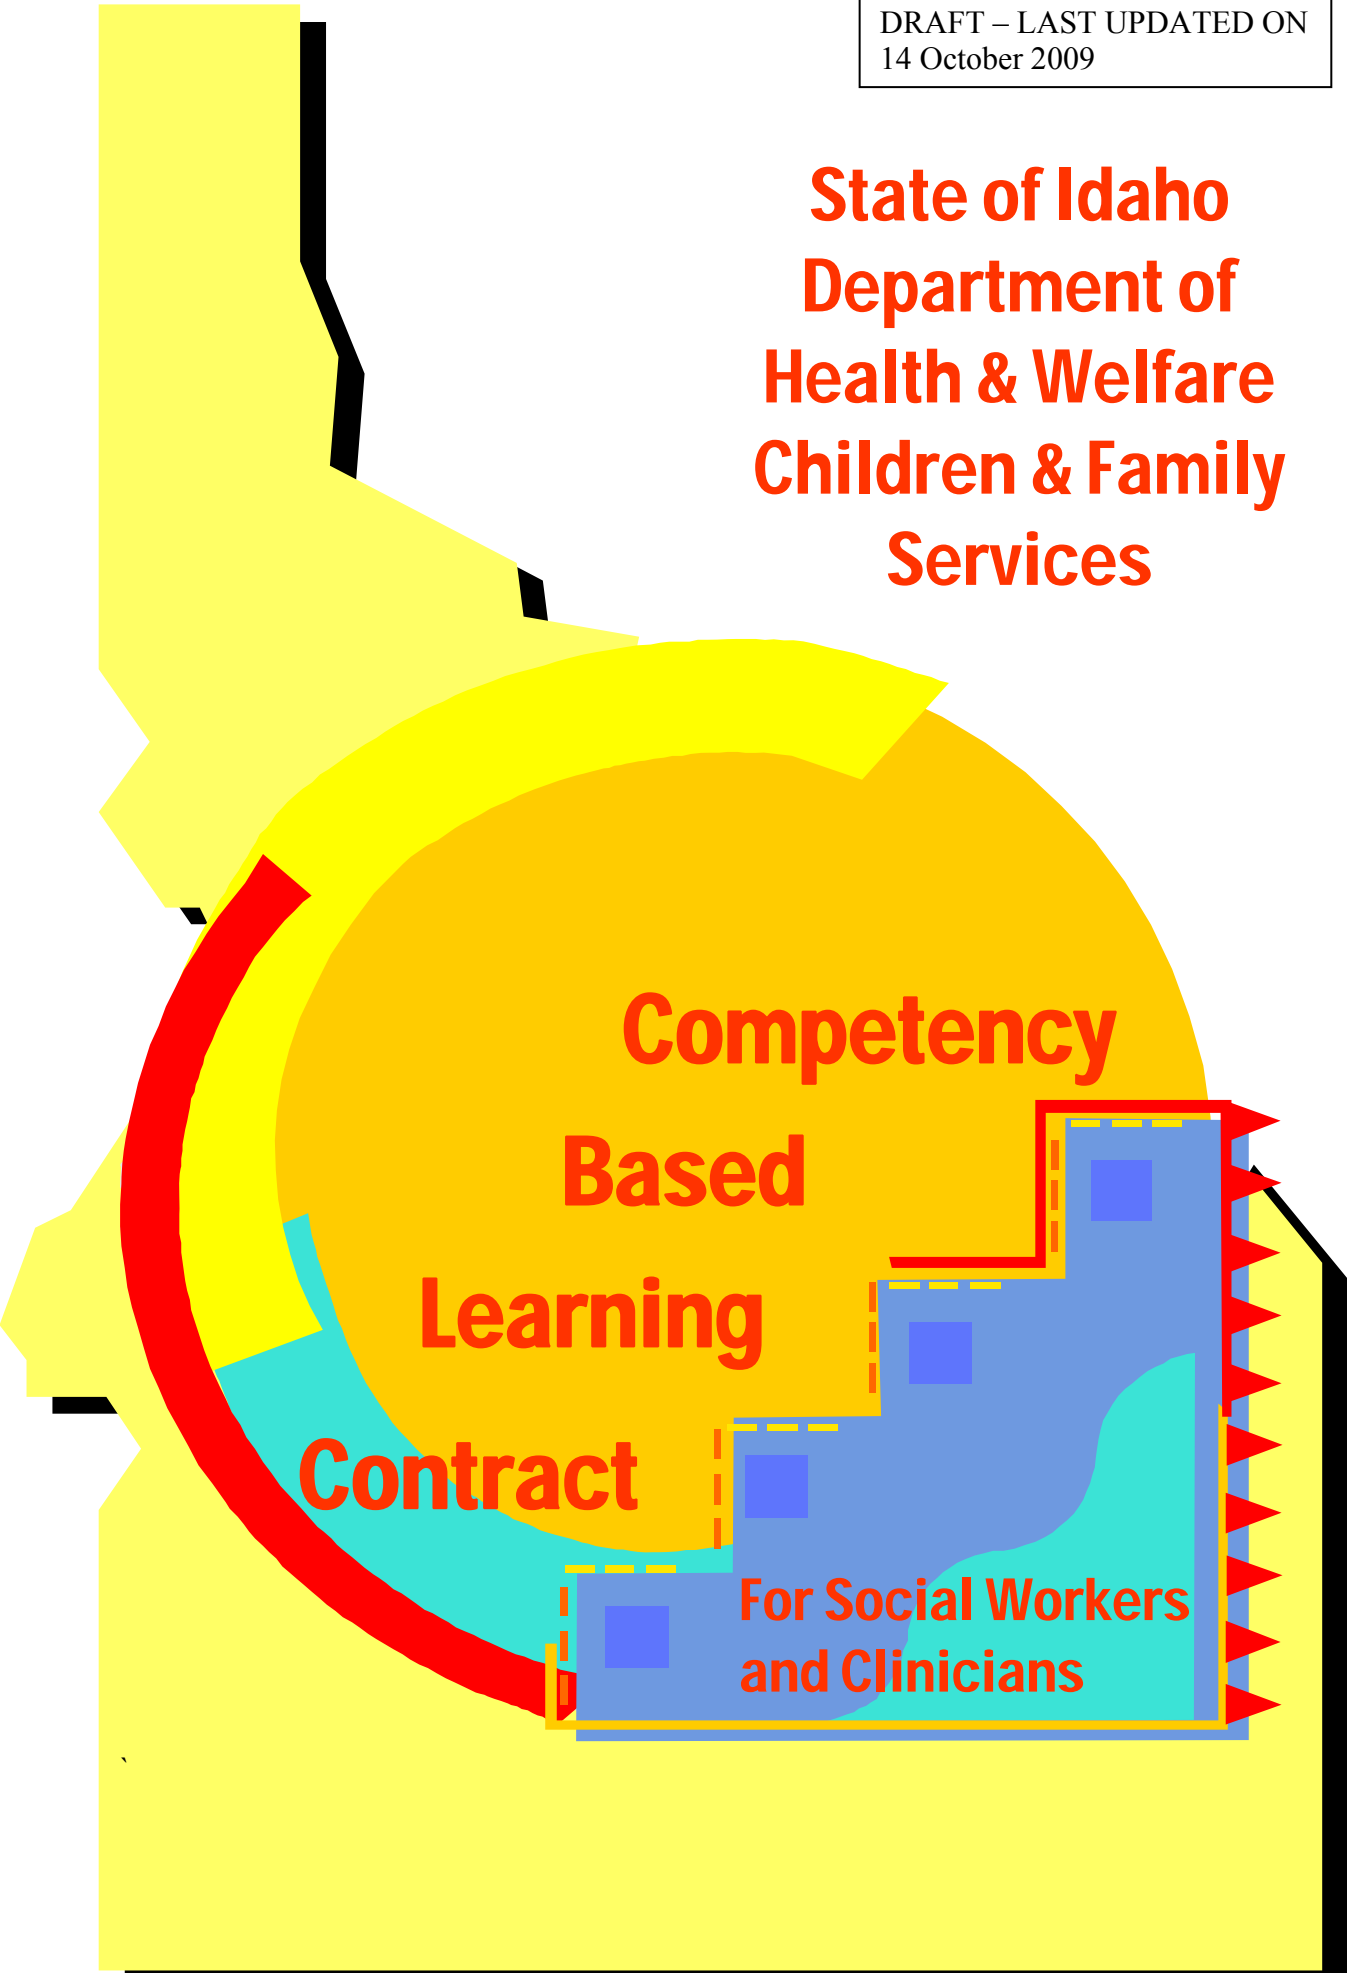 DRAFT – LAST UPDATED ON
14 October 2009
State of Idaho
Department of
Health & Welfare
Children & Family
Services
Competency
Based
Learning
Contract
For Social Workers
and Clinicians